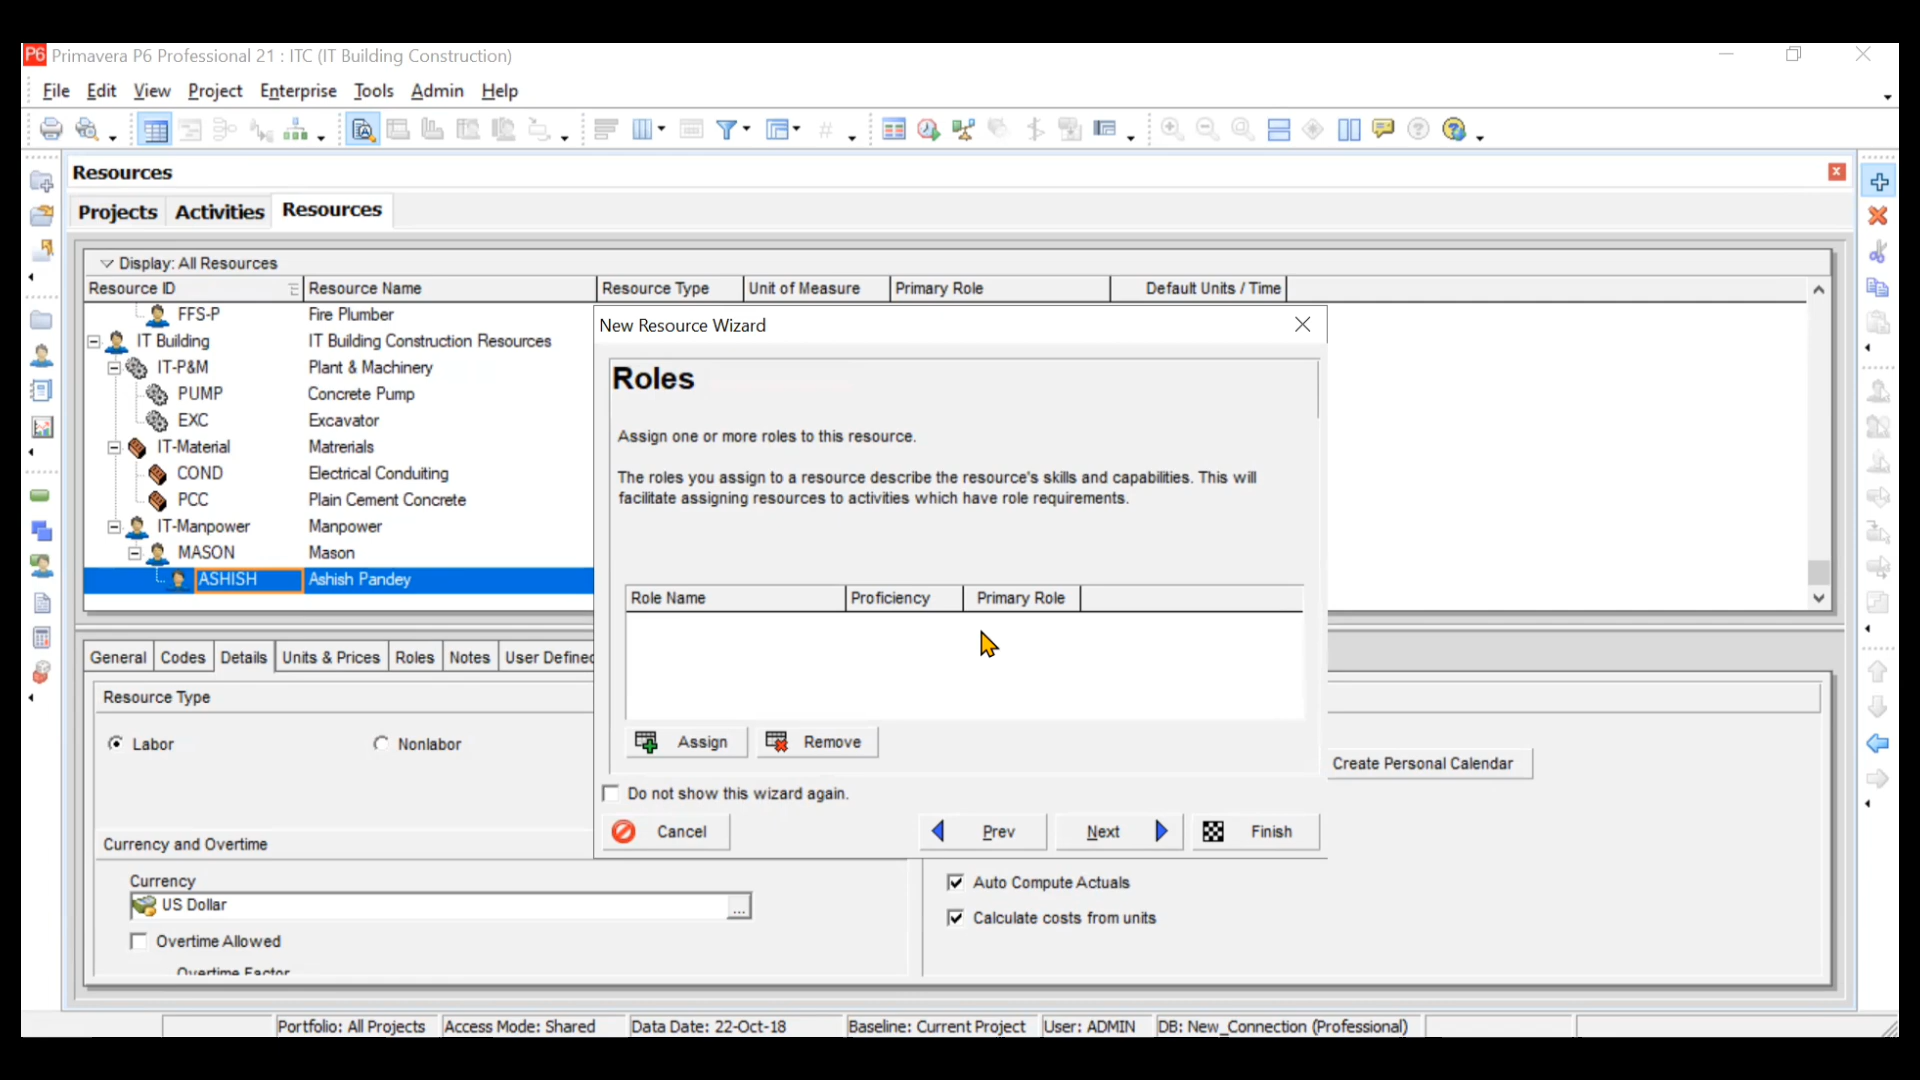 P6 Primavera P6 Professional 21 : ITC (IT Building Construction)
File Edit View Project Enterprise Tools Admin Help
Resources
Projects Activities Resources
Display: All Resources
Resource ID Resource Name Resource Type Unit of Measure Primary Role Default Units / Time
FFS-P Fire Plumber
IT Building IT Building Construction Resources
IT-P&M Plant & Machinery
PUMP Concrete Pump
EXC Excavator
IT-Material Matrerials
COND Electrical Conduiting
PCC Plain Cement Concrete
IT-Manpower Manpower
MASON Mason
ASHISH Ashish Pandey
New Resource Wizard
Roles
Assign one or more roles to this resource.
The roles you assign to a resource describe the resource's skills and capabilities. This will
facilitate assigning resources to activities which have role requirements.
Role Name Proficiency Primary Role
Assign Remove
Do not show this wizard again.
Cancel Prev Next Finish
General Codes Details Units & Prices Roles Notes User Defined
Resource Type
Labor Nonlabor
Create Personal Calendar
Currency and Overtime
Currency
US Dollar
...
Overtime Allowed
Overtime Factor
Auto Compute Actuals
Calculate costs from units
Portfolio: All Projects Access Mode: Shared Data Date: 22-Oct-18 Baseline: Current Project User: ADMIN DB: New_Connection (Professional)